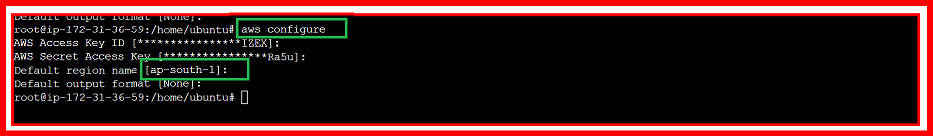 Default output format [None]:
root@ip-172-31-36-59:/home/ubuntu# aws configure
AWS Access Key ID [****************IZEX]:
AWS Secret Access Key [****************Ra5u]:
Default region name [ap-south-1]:
Default output format [None]:
root@ip-172-31-36-59:/home/ubuntu#